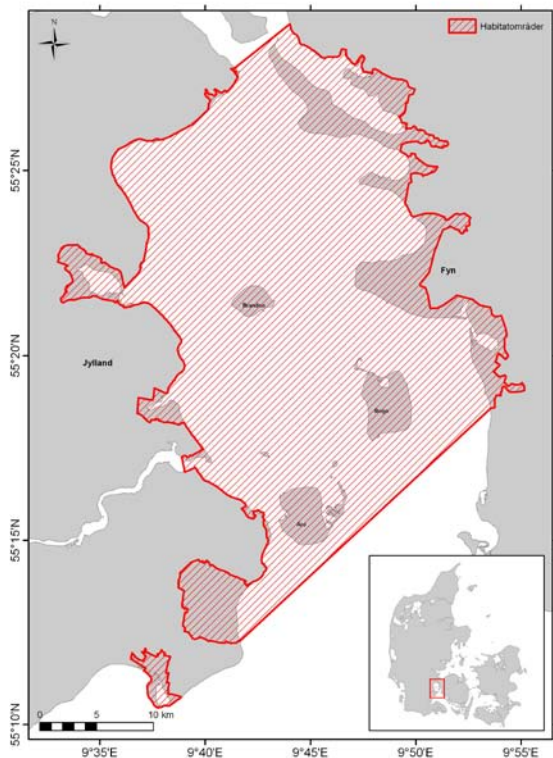 N
Habitatområder
55°25'N
Fyn
Brandsø
55°20'N
Jylland
Bågø
Årø
55°15'N
55°10'N
0 5 10 km
9°35'E
9°40'E
9°45'E
9°50'E
9°55'E